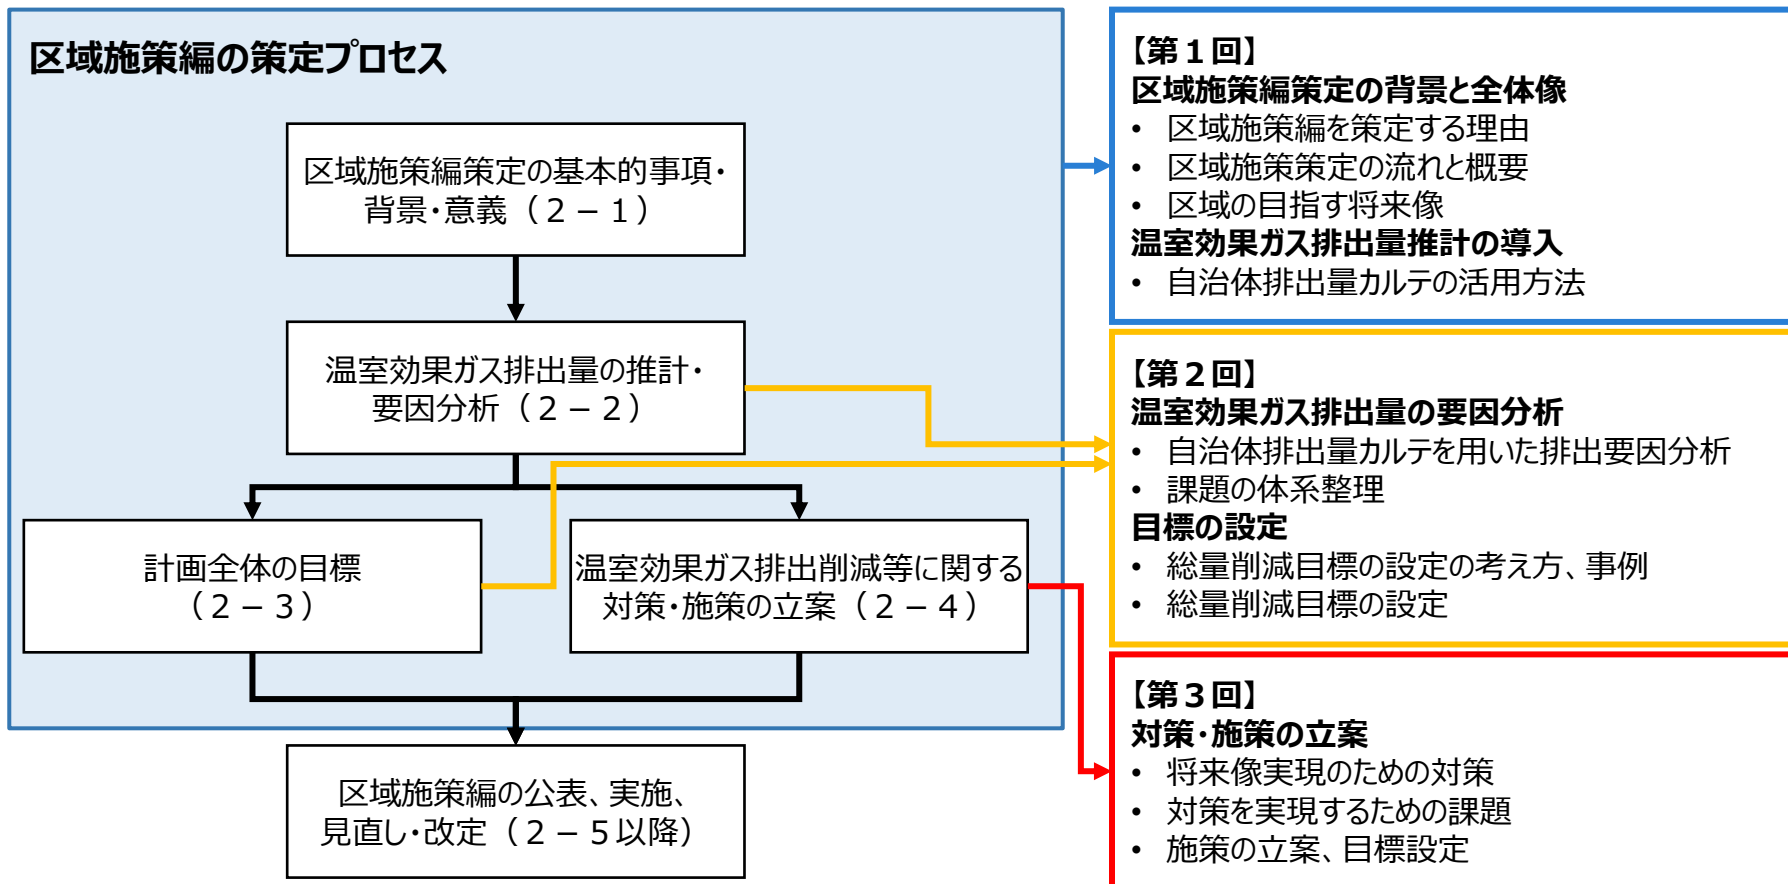 区域施策編の策定プロセス
区域施策編策定の基本的事項・
背景・意義（２－１）
温室効果ガス排出量の推計・
要因分析（２－２）
計画全体の目標
（２－３）
温室効果ガス排出削減等に関する
対策・施策の立案（２－４）
区域施策編の公表、実施、
見直し・改定（２－５以降）
【第１回】
区域施策編策定の背景と全体像
• 区域施策編を策定する理由
• 区域施策策定の流れと概要
• 区域の目指す将来像
温室効果ガス排出量推計の導入
• 自治体排出量カルテの活用方法
【第２回】
温室効果ガス排出量の要因分析
• 自治体排出量カルテを用いた排出要因分析
• 課題の体系整理
目標の設定
• 総量削減目標の設定の考え方、事例
• 総量削減目標の設定
【第３回】
対策・施策の立案
• 将来像実現のための対策
• 対策を実現するための課題
• 施策の立案、目標設定